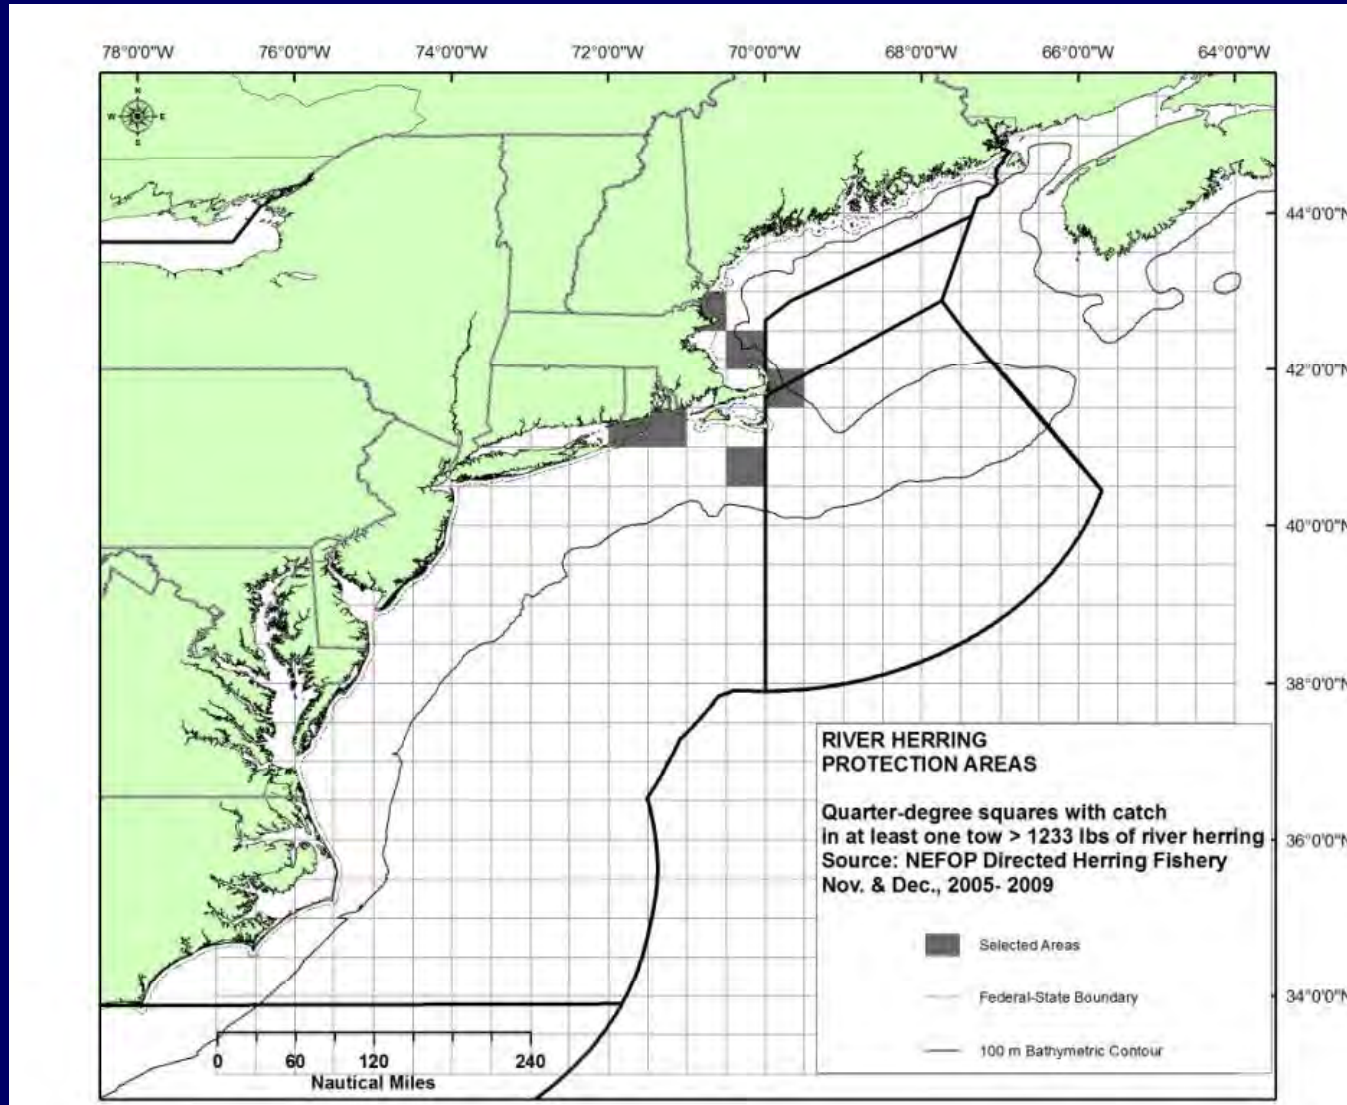 78°0'0"W 76°0'0"W 74°0'0"W 72°0'0"W 70°0'0"W 68°0'0"W 66°0'0"W 64°0'0"W
N
W E
S
44°0'0"N
42°0'0"N
40°0'0"N
38°0'0"N
RIVER HERRING
PROTECTION AREAS
Quarter-degree squares with catch
in at least one tow > 1233 lbs of river herring
36°0'0"N
Source: NEFOP Directed Herring Fishery
Nov. & Dec., 2005- 2009
Selected Areas
Federal-State Boundary
34°0'0"N
100 m Bathymetric Contour
0 60 120 240
Nautical Miles